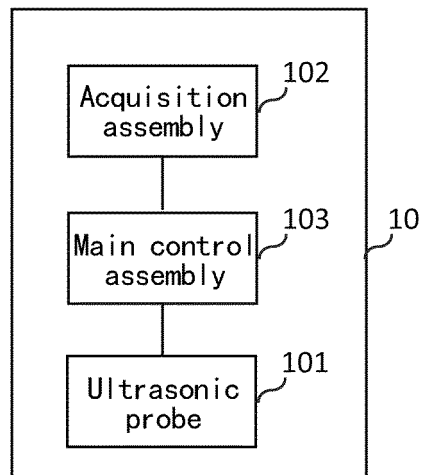 102
Acquisition
assembly
103
10
Main control
assembly
101
Ultrasonic
probe